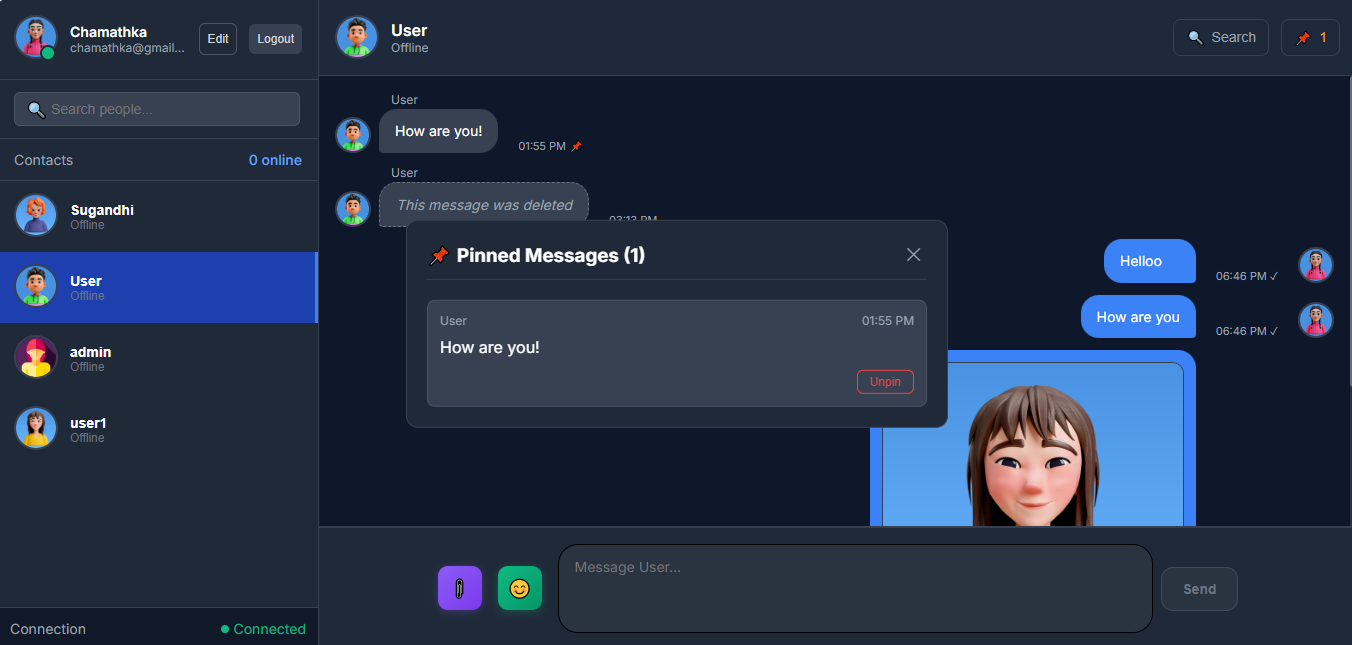 Chamathka
chamathka@gmail...
Edit
Logout
Search people...
Contacts
0 online
Sugandhi
Offline
User
Offline
admin
Offline
user1
Offline
Connection
Connected
User
Offline
Search
1
User
How are you!
01:55 PM
User
This message was deleted
03:13 PM
Helloo
06:46 PM ✓
How are you
06:46 PM ✓
Pinned Messages (1)
User
01:55 PM
How are you!
Unpin
Message User...
Send